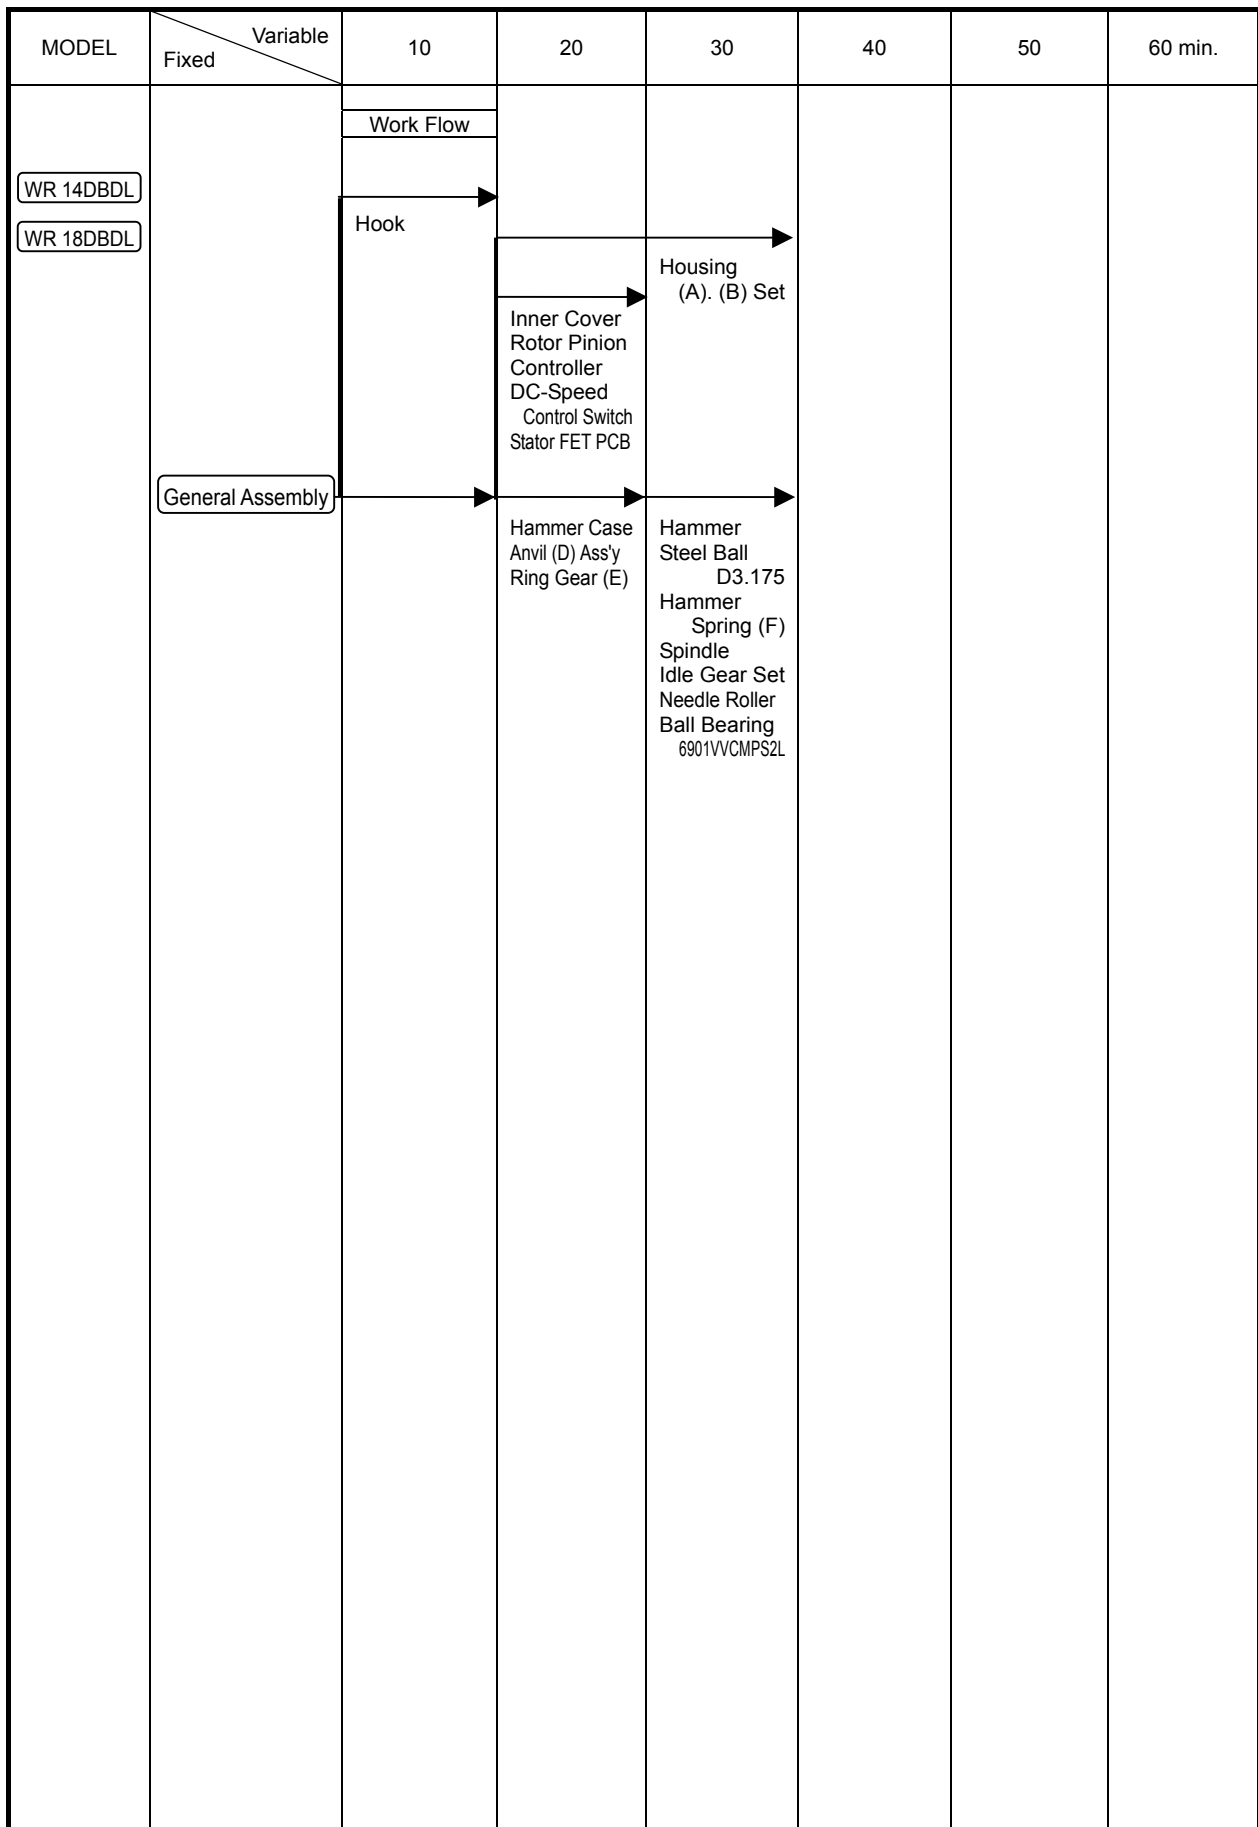 MODEL
Variable
Fixed
10
20
30
40
50
60 min.
Work Flow
WR 14DBDL
WR 18DBDL
Hook
Housing
(A). (B) Set
Inner Cover
Rotor Pinion
Controller
DC-Speed
Control Switch
Stator FET PCB
General Assembly
Hammer Case
Anvil (D) Ass'y
Ring Gear (E)
Hammer
Steel Ball
D3.175
Hammer
Spring (F)
Spindle
Idle Gear Set
Needle Roller
Ball Bearing
6901VVCMPS2L